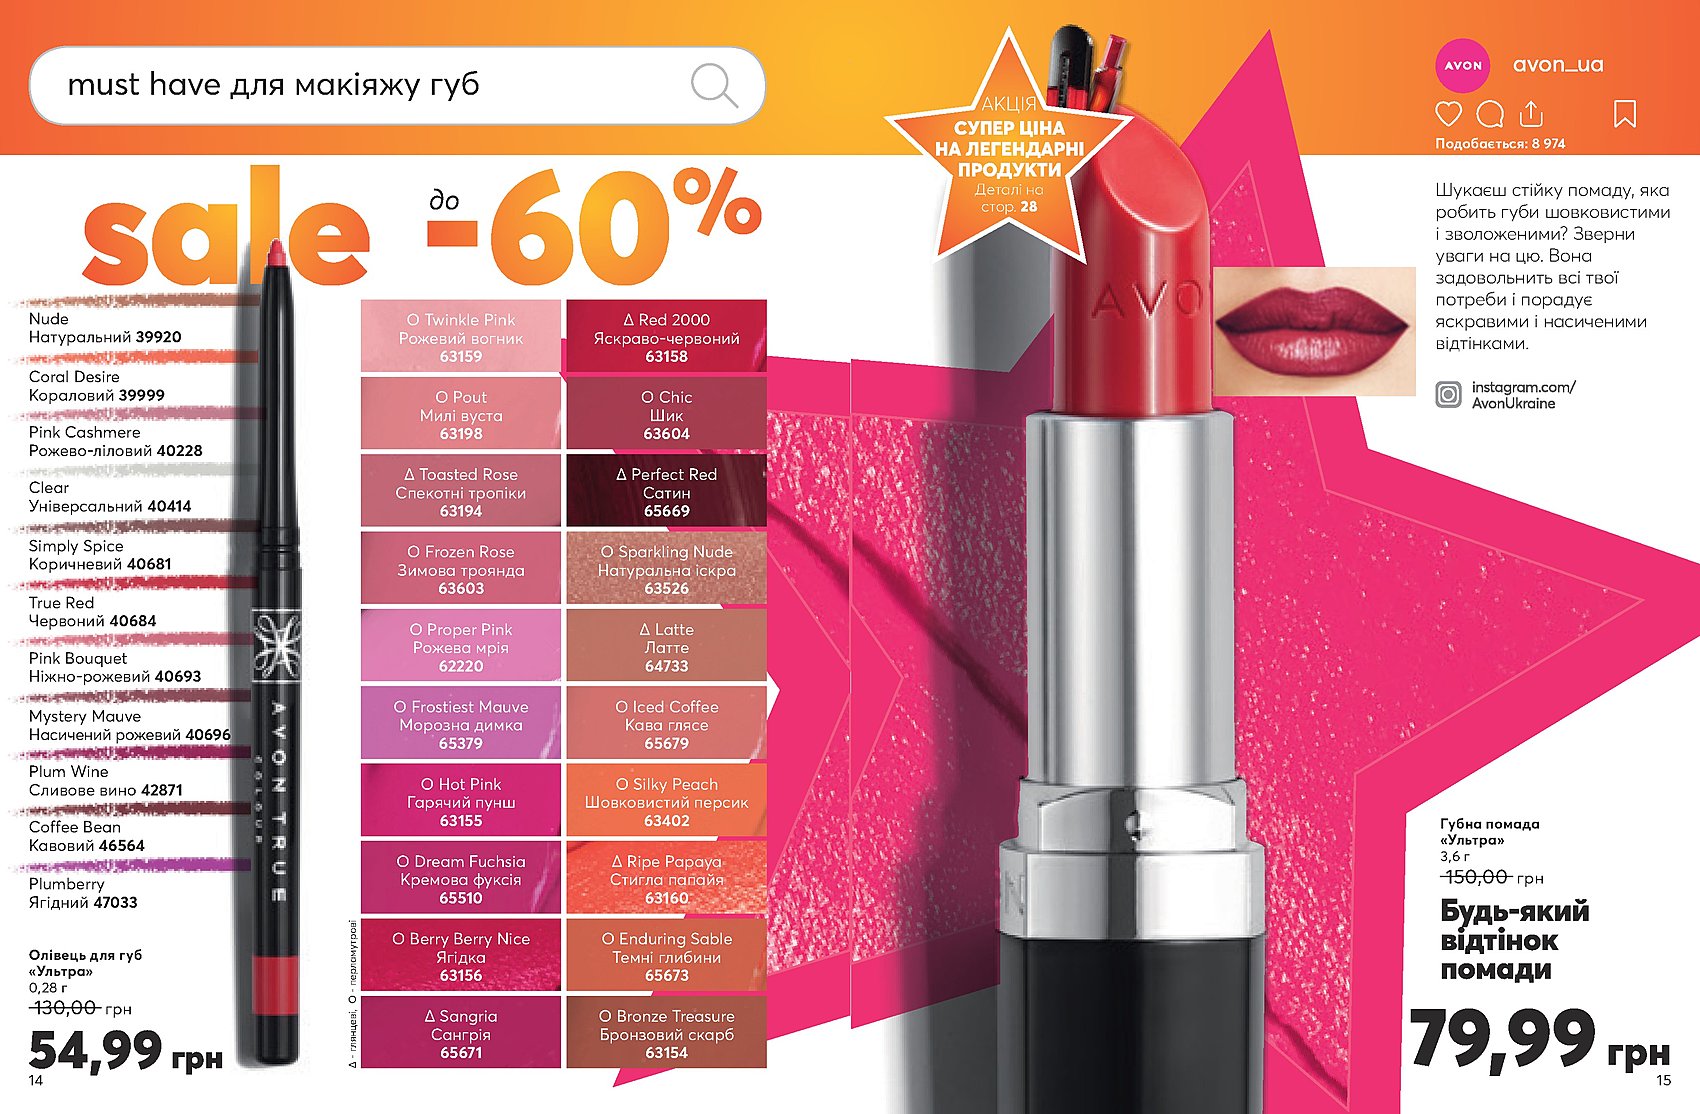 must have для макіяжу губ
sale до -60%
Nude
Натуральний 39920
Coral Desire
Кораловий 39999
Pink Cashmere
Рожево-ліловий 40228
Clear
Універсальний 40414
Simply Spice
Коричневий 40681
True Red
Червоний 40684
Pink Bouquet
Ніжно-рожевий 40693
Mystery Mauve
Насичений рожевий 40696
Plum Wine
Сливове вино 42871
Coffee Bean
Кавовий 46564
Plumberry
Ягідний 47033
Олівець для губ
«Ультра»
0,28 г
130,00 грн
54,99 грн
14
AVON TRUE
COLOUR
О Twinkle Pink
Рожевий вогник
63159
О Pout
Милі вуста
63198
Δ Toasted Rose
Спекотні тропіки
63194
О Frozen Rose
Зимова троянда
63603
О Proper Pink
Рожева мрія
62220
О Frostiest Mauve
Морозна димка
65379
О Hot Pink
Гарячий пунш
63155
О Dream Fuchsia
Кремова фуксія
65510
О Berry Berry Nice
Ягідка
63156
Δ Sangria
Сангрія
65671
Δ Red 2000
Яскраво-червоний
63158
О Chic
Шик
63604
Δ Perfect Red
Сатин
65669
О Sparkling Nude
Натуральна іскра
63526
Δ Latte
Латте
64733
О Iced Coffee
Кава глясе
65679
О Silky Peach
Шовковистий персик
63402
Δ Ripe Papaya
Стигла папайя
63160
О Enduring Sable
Темні глибини
65673
О Bronze Treasure
Бронзовий скарб
63154
Δ - глянцеві, О - перламутрові
АКЦІЯ
СУПЕР ЦІНА
НА ЛЕГЕНДАРНІ
ПРОДУКТИ
Деталі на
стор. 28
AVO
AVON
avon_ua
Подобається: 8 974
Шукаєш стійку помаду, яка
робить губи шовковистими
і зволоженими? Зверни
уваги на цю. Вона
задовольнить всі твої
потреби і порадує
яскравими і насиченими
відтінками.
instagram.com/
AvonUkraine
Губна помада
«Ультра»
3,6 г
150,00 грн
Будь-який
відтінок
помади
79,99 грн
15